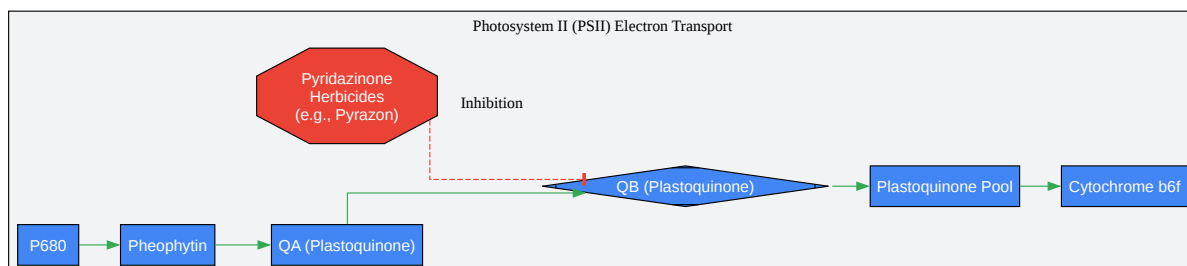 Photosystem II (PSII) Electron Transport
Pyridazinone
Herbicides
(e.g., Pyrazon)
Inhibition
QB (Plastoquinone)
Plastoquinone Pool
Cytochrome b6f
P680
Pheophytin
QA (Plastoquinone)